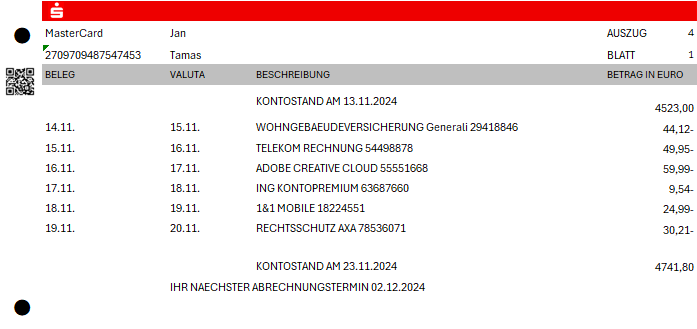 MasterCard Jan AUSZUG 4
2709709487547453 Tamas BLATT 1
BELEG VALUTA BESCHREIBUNG BETRAG IN EURO
KONTOSTAND AM 13.11.2024 4523,00
14.11. 15.11. WOHNGEBAEUDEVERSICHERUNG Generali 29418846 44,12-
15.11. 16.11. TELEKOM RECHNUNG 54498878 49,95-
16.11. 17.11. ADOBE CREATIVE CLOUD 55551668 59,99-
17.11. 18.11. ING KONTOPREMIUM 63687660 9,54-
18.11. 19.11. 1&1 MOBILE 18224551 24,99-
19.11. 20.11. RECHTSSCHUTZ AXA 78536071 30,21-
KONTOSTAND AM 23.11.2024 4741,80
IHR NAECHSTER ABRECHNUNGSTERMIN 02.12.2024